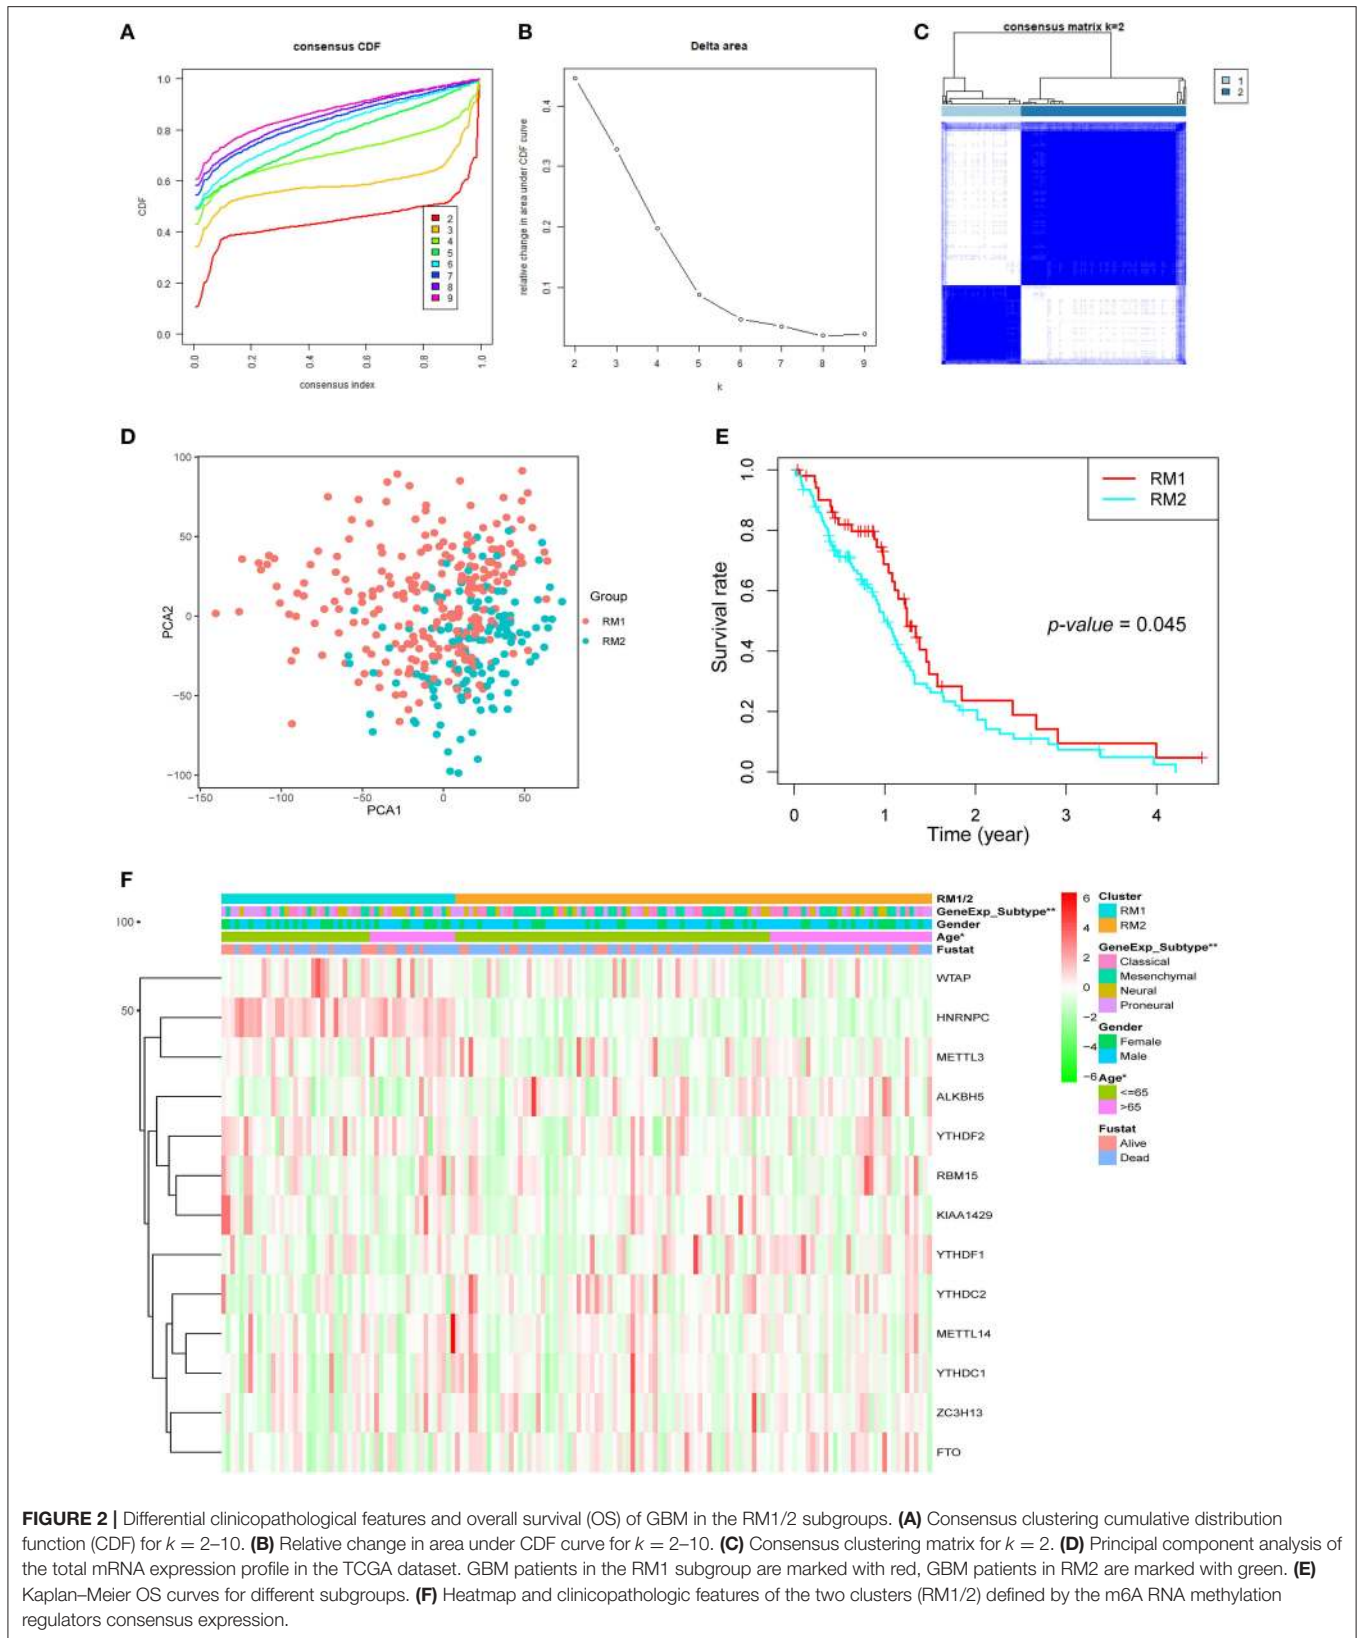 A
consensus CDF
CDF
1.0
0.8
0.6
0.4
0.2
0.0
2
3
4
5
6
7
8
9
0.0 0.2 0.4 0.6 0.8 1.0
consensus index
B
Delta area
relative change in area under CDF curve
0.4
0.3
0.2
0.1
2 3 4 5 6 7 8 9
k
C
consensus matrix k=2
1
2
D
PCA2
100
50
0
−50
−100
Group
RM1
RM2
−150 −100 −50 0 50
PCA1
E
Survival rate
1.0
0.8
0.6
0.4
0.2
0.0
RM1
RM2
p-value = 0.045
0 1 2 3 4
Time (year)
F
100
50
RM1/2
GeneExp_Subtype**
Gender
Age*
Fustat
WTAP
HNRNPC
METTL3
ALKBH5
YTHDF2
RBM15
KIAA1429
YTHDF1
YTHDC2
METTL14
YTHDC1
ZC3H13
FTO
6
4
2
0
−2
−4
−6
Cluster
RM1
RM2
GeneExp_Subtype**
Classical
Mesenchymal
Neural
Proneural
Gender
Female
Male
Age*
<=65
>65
Fustat
Alive
Dead
FIGURE 2 | Differential clinicopathological features and overall survival (OS) of GBM in the RM1/2 subgroups. (A) Consensus clustering cumulative distribution
function (CDF) for k = 2–10. (B) Relative change in area under CDF curve for k = 2–10. (C) Consensus clustering matrix for k = 2. (D) Principal component analysis of
the total mRNA expression profile in the TCGA dataset. GBM patients in the RM1 subgroup are marked with red, GBM patients in RM2 are marked with green. (E)
Kaplan–Meier OS curves for different subgroups. (F) Heatmap and clinicopathologic features of the two clusters (RM1/2) defined by the m6A RNA methylation
regulators consensus expression.